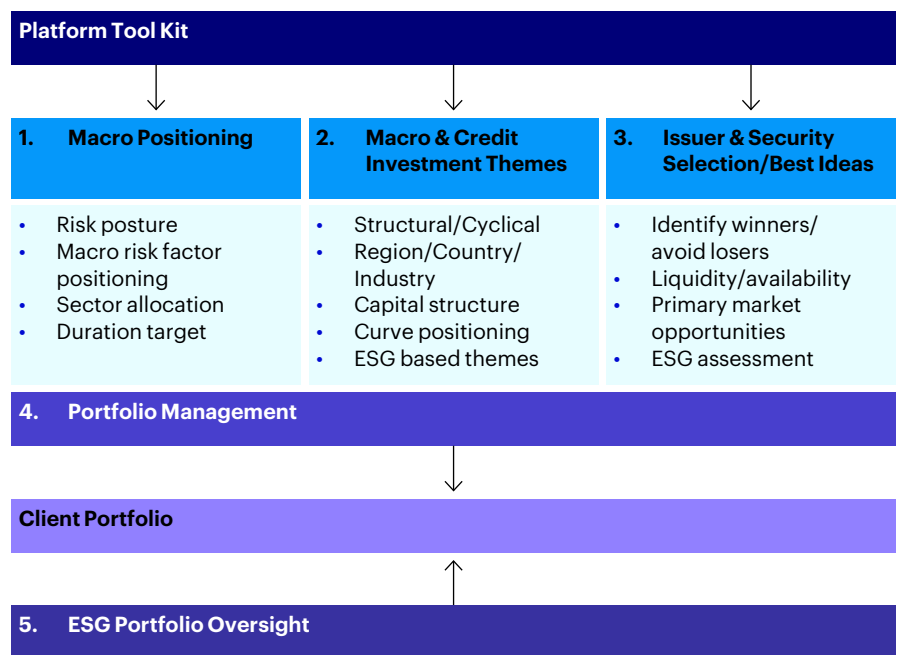 Platform Tool Kit
1. Macro Positioning
2. Macro & Credit
Investment Themes
3. Issuer & Security
Selection/Best Ideas
• Risk posture
• Macro risk factor
positioning
• Sector allocation
• Duration target
• Structural/Cyclical
• Region/Country/
Industry
• Capital structure
• Curve positioning
• ESG based themes
• Identify winners/
avoid losers
• Liquidity/availability
• Primary market
opportunities
• ESG assessment
4. Portfolio Management
Client Portfolio
5. ESG Portfolio Oversight